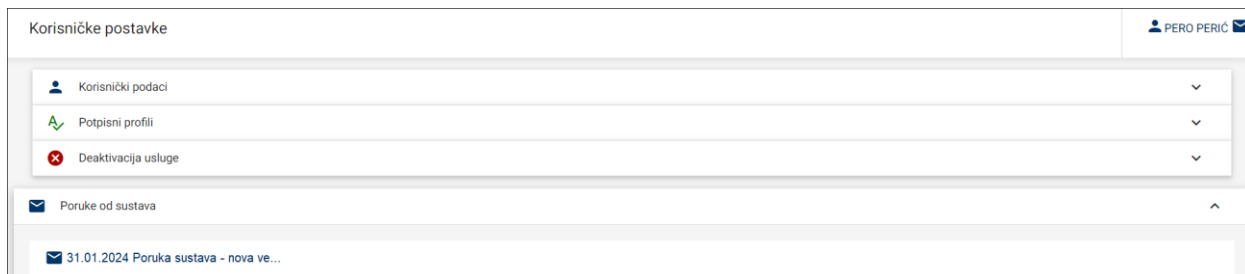 Korisničke postavke
PERO PERIĆ
Korisnički podaci
Potpisni profili
Deaktivacija usluge
Poruke od sustava
31.01.2024 Poruka sustava - nova ve...